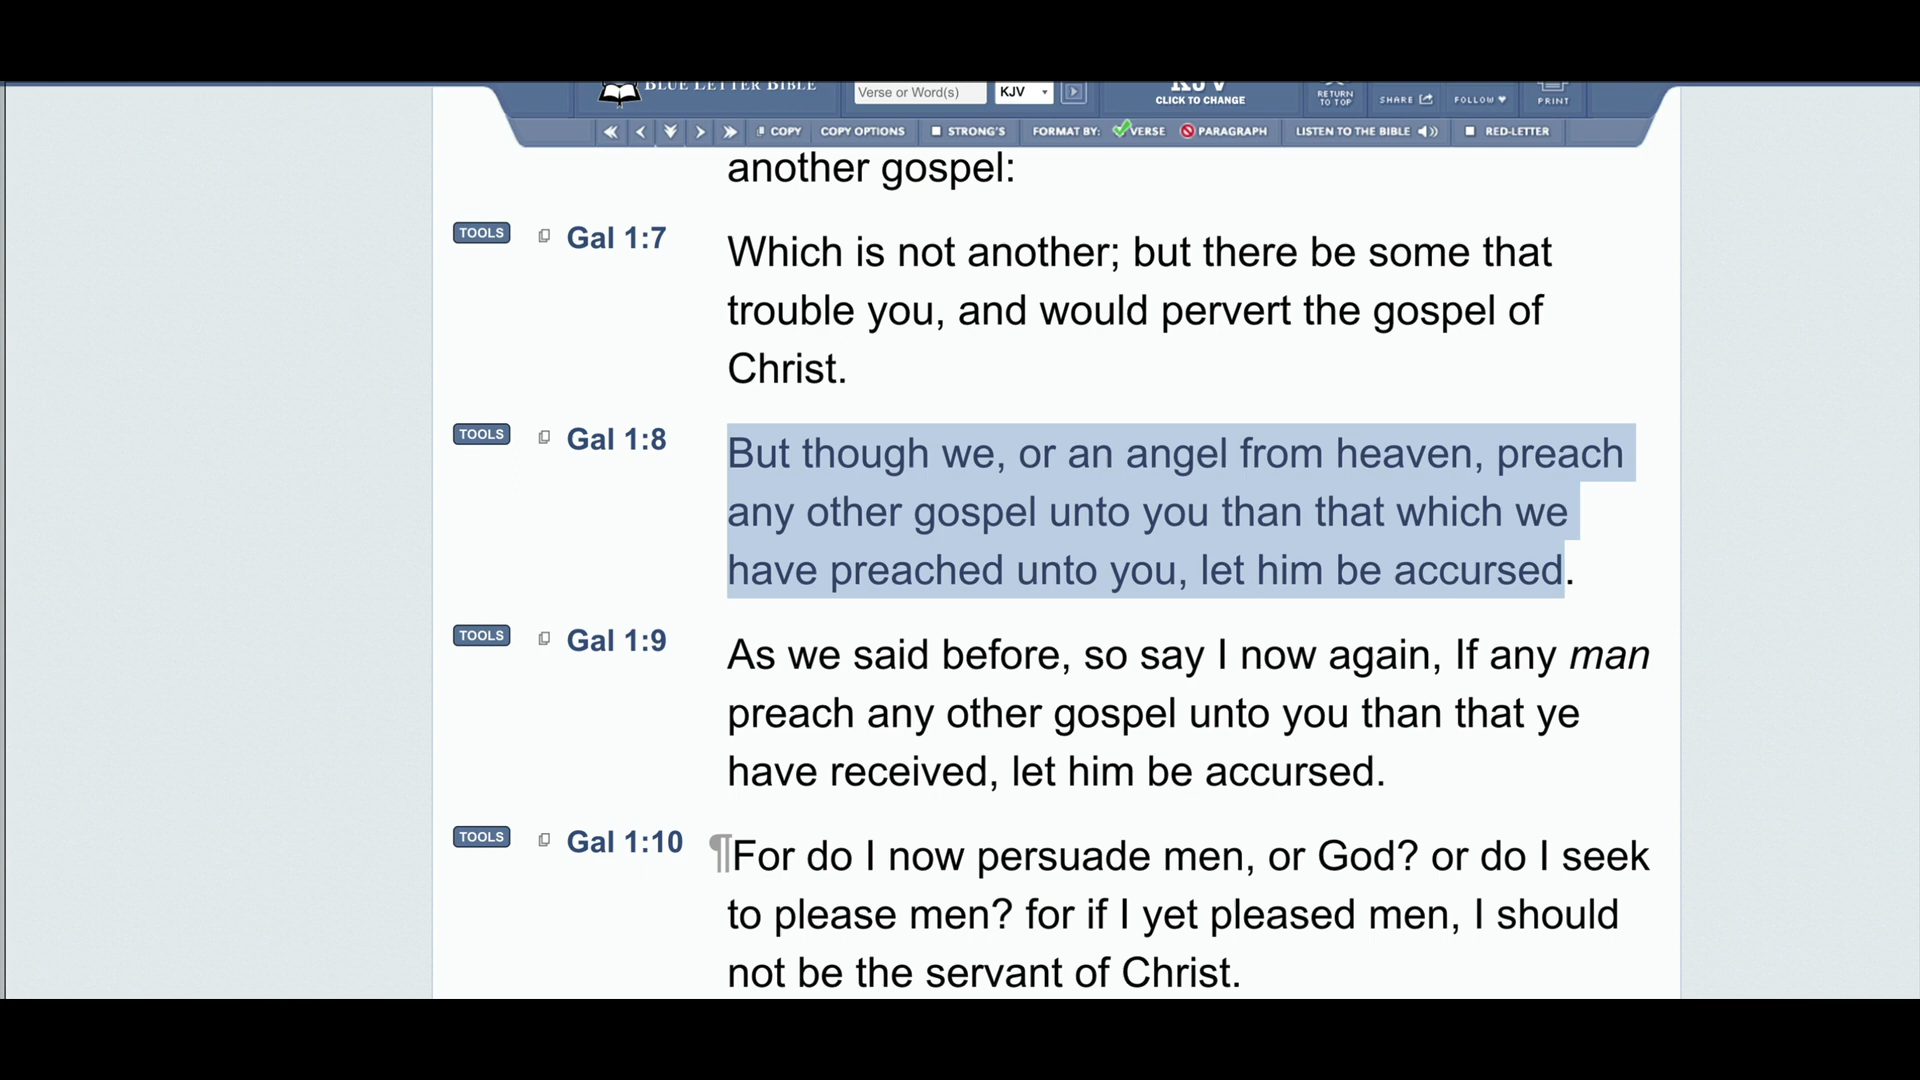 BLUE LETTER BIBLE
Verse or Word(s)
KJV
KJV
CLICK TO CHANGE
RETURN
TO TOP
SHARE
FOLLOW
PRINT
COPY
COPY OPTIONS
STRONG'S
FORMAT BY:
VERSE
PARAGRAPH
LISTEN TO THE BIBLE
RED-LETTER
another gospel:
TOOLS
Gal 1:7
Which is not another; but there be some that
trouble you, and would pervert the gospel of
Christ.
TOOLS
Gal 1:8
But though we, or an angel from heaven, preach
any other gospel unto you than that which we
have preached unto you, let him be accursed.
TOOLS
Gal 1:9
As we said before, so say I now again, If any man
preach any other gospel unto you than that ye
have received, let him be accursed.
TOOLS
Gal 1:10
¶For do I now persuade men, or God? or do I seek
to please men? for if I yet pleased men, I should
not be the servant of Christ.